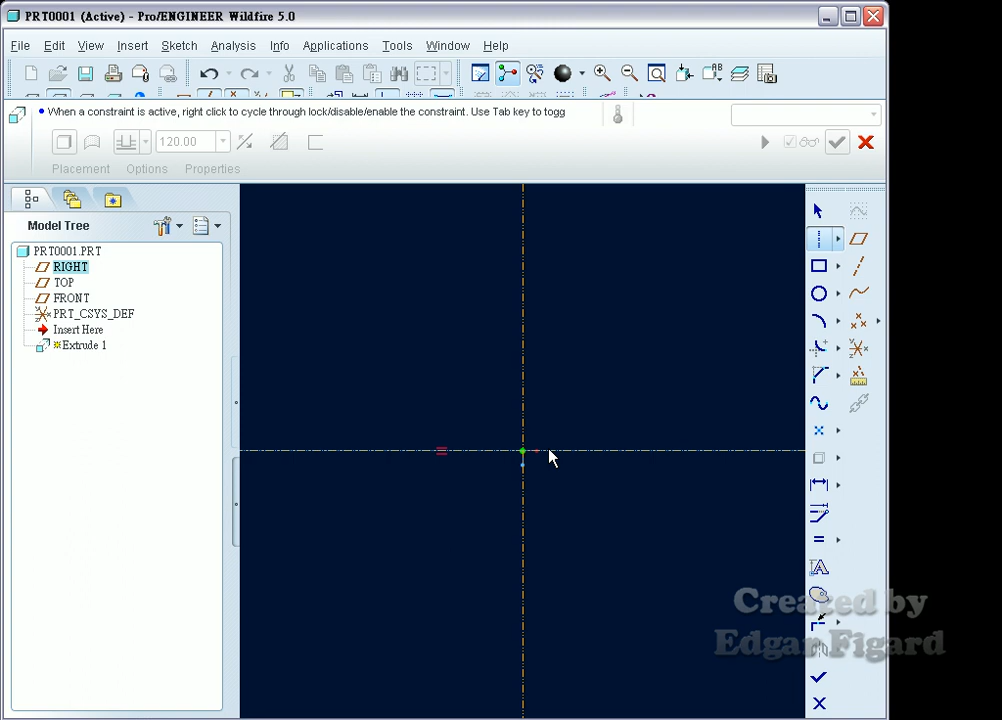 PRT0001 (Active) - Pro/ENGINEER Wildfire 5.0
File Edit View Insert Sketch Analysis Info Applications Tools Window Help
When a constraint is active, right click to cycle through lock/disable/enable the constraint. Use Tab key to togg
120.00
Placement Options Properties
Model Tree
PRT0001.PRT
RIGHT
TOP
FRONT
PRT_CSYS_DEF
Insert Here
Extrude 1
Created by
Edgar Figard